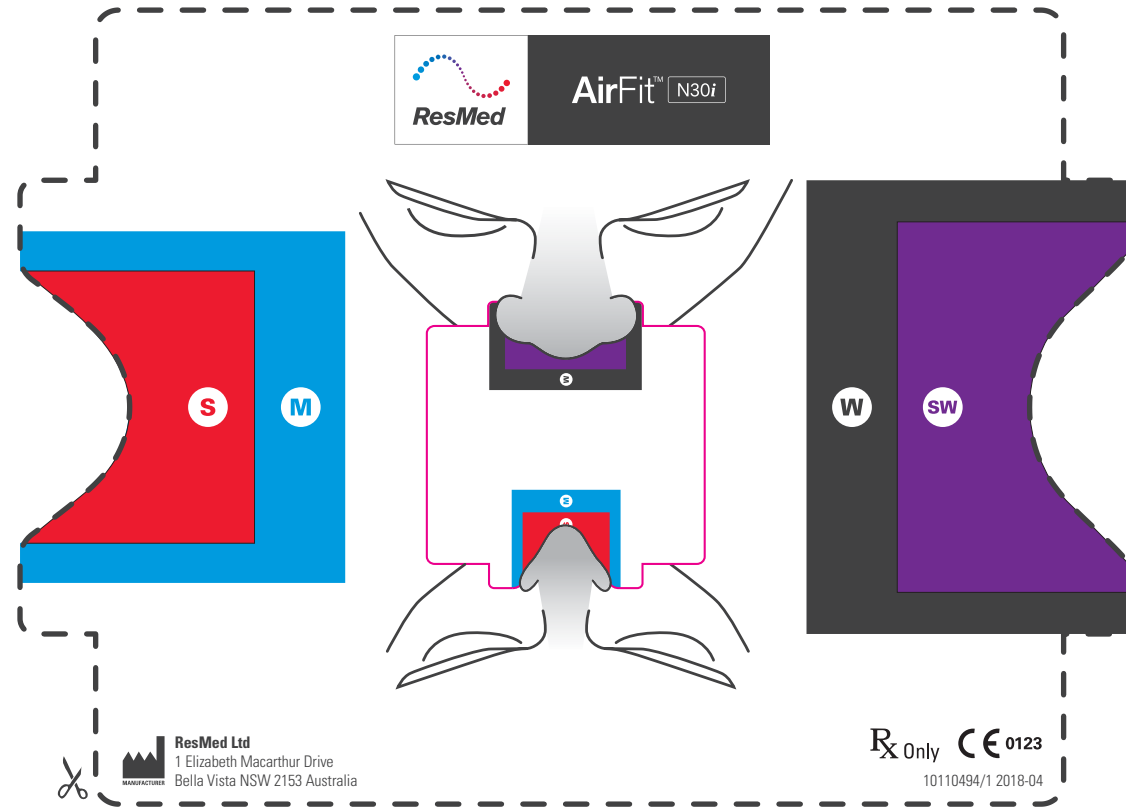 ResMed
AirFit™ N30i
S
M
W
SW
W
M
S
MANUFACTURER
ResMed Ltd
1 Elizabeth Macarthur Drive
Bella Vista NSW 2153 Australia
Rx Only CE 0123
10110494/1 2018-04